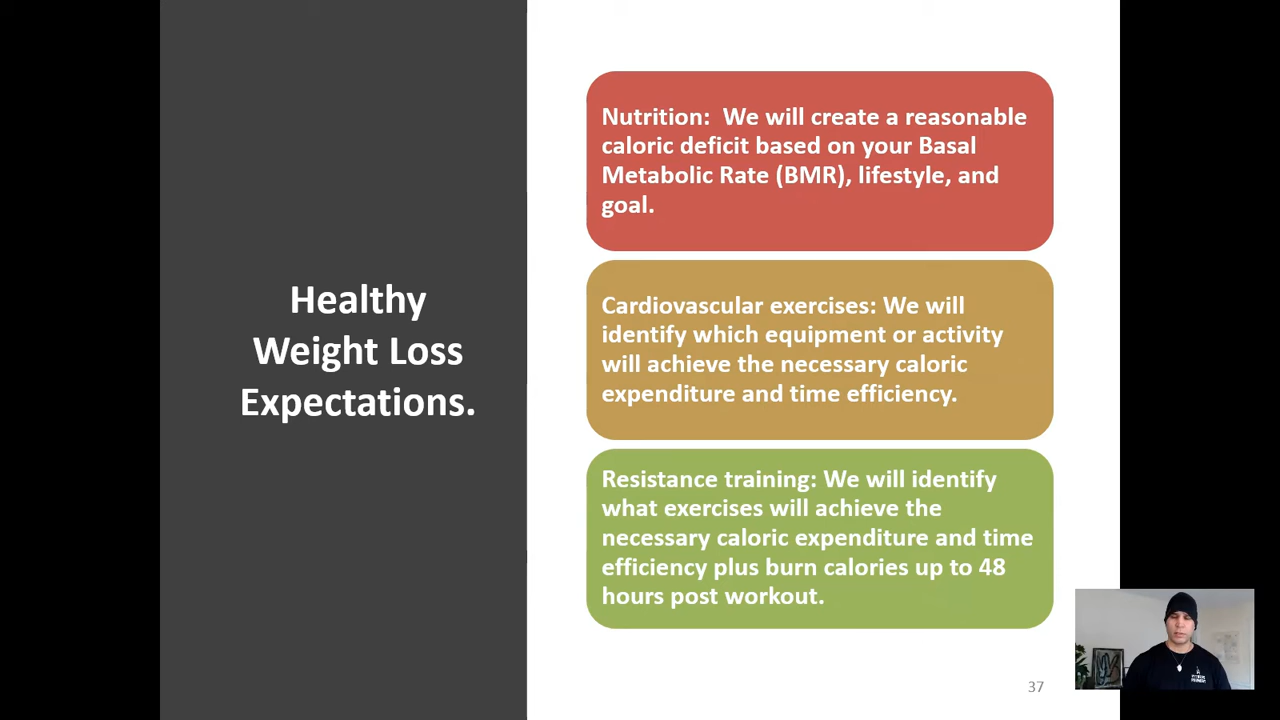 Healthy
Weight Loss
Expectations.
Nutrition:  We will create a reasonable
caloric deficit based on your Basal
Metabolic Rate (BMR), lifestyle, and
goal.
Cardiovascular exercises: We will
identify which equipment or activity
will achieve the necessary caloric
expenditure and time efficiency.
Resistance training: We will identify
what exercises will achieve the
necessary caloric expenditure and time
efficiency plus burn calories up to 48
hours post workout.
37